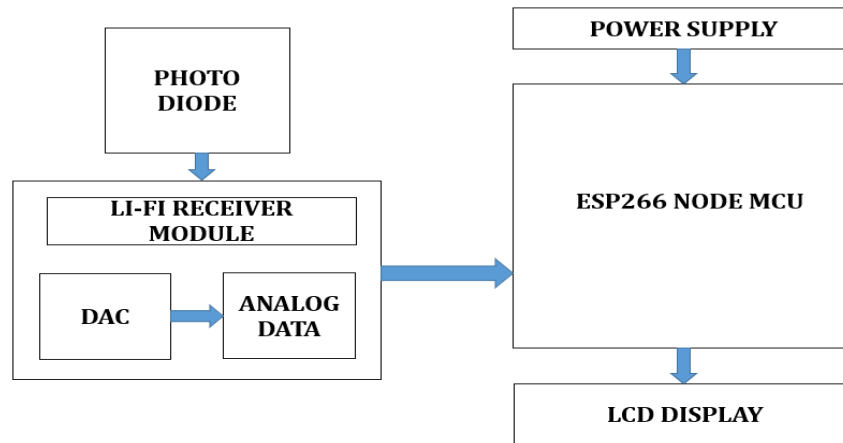 PHOTO
DIODE
LI-FI RECEIVER
MODULE
DAC
ANALOG
DATA
POWER SUPPLY
ESP266 NODE MCU
LCD DISPLAY